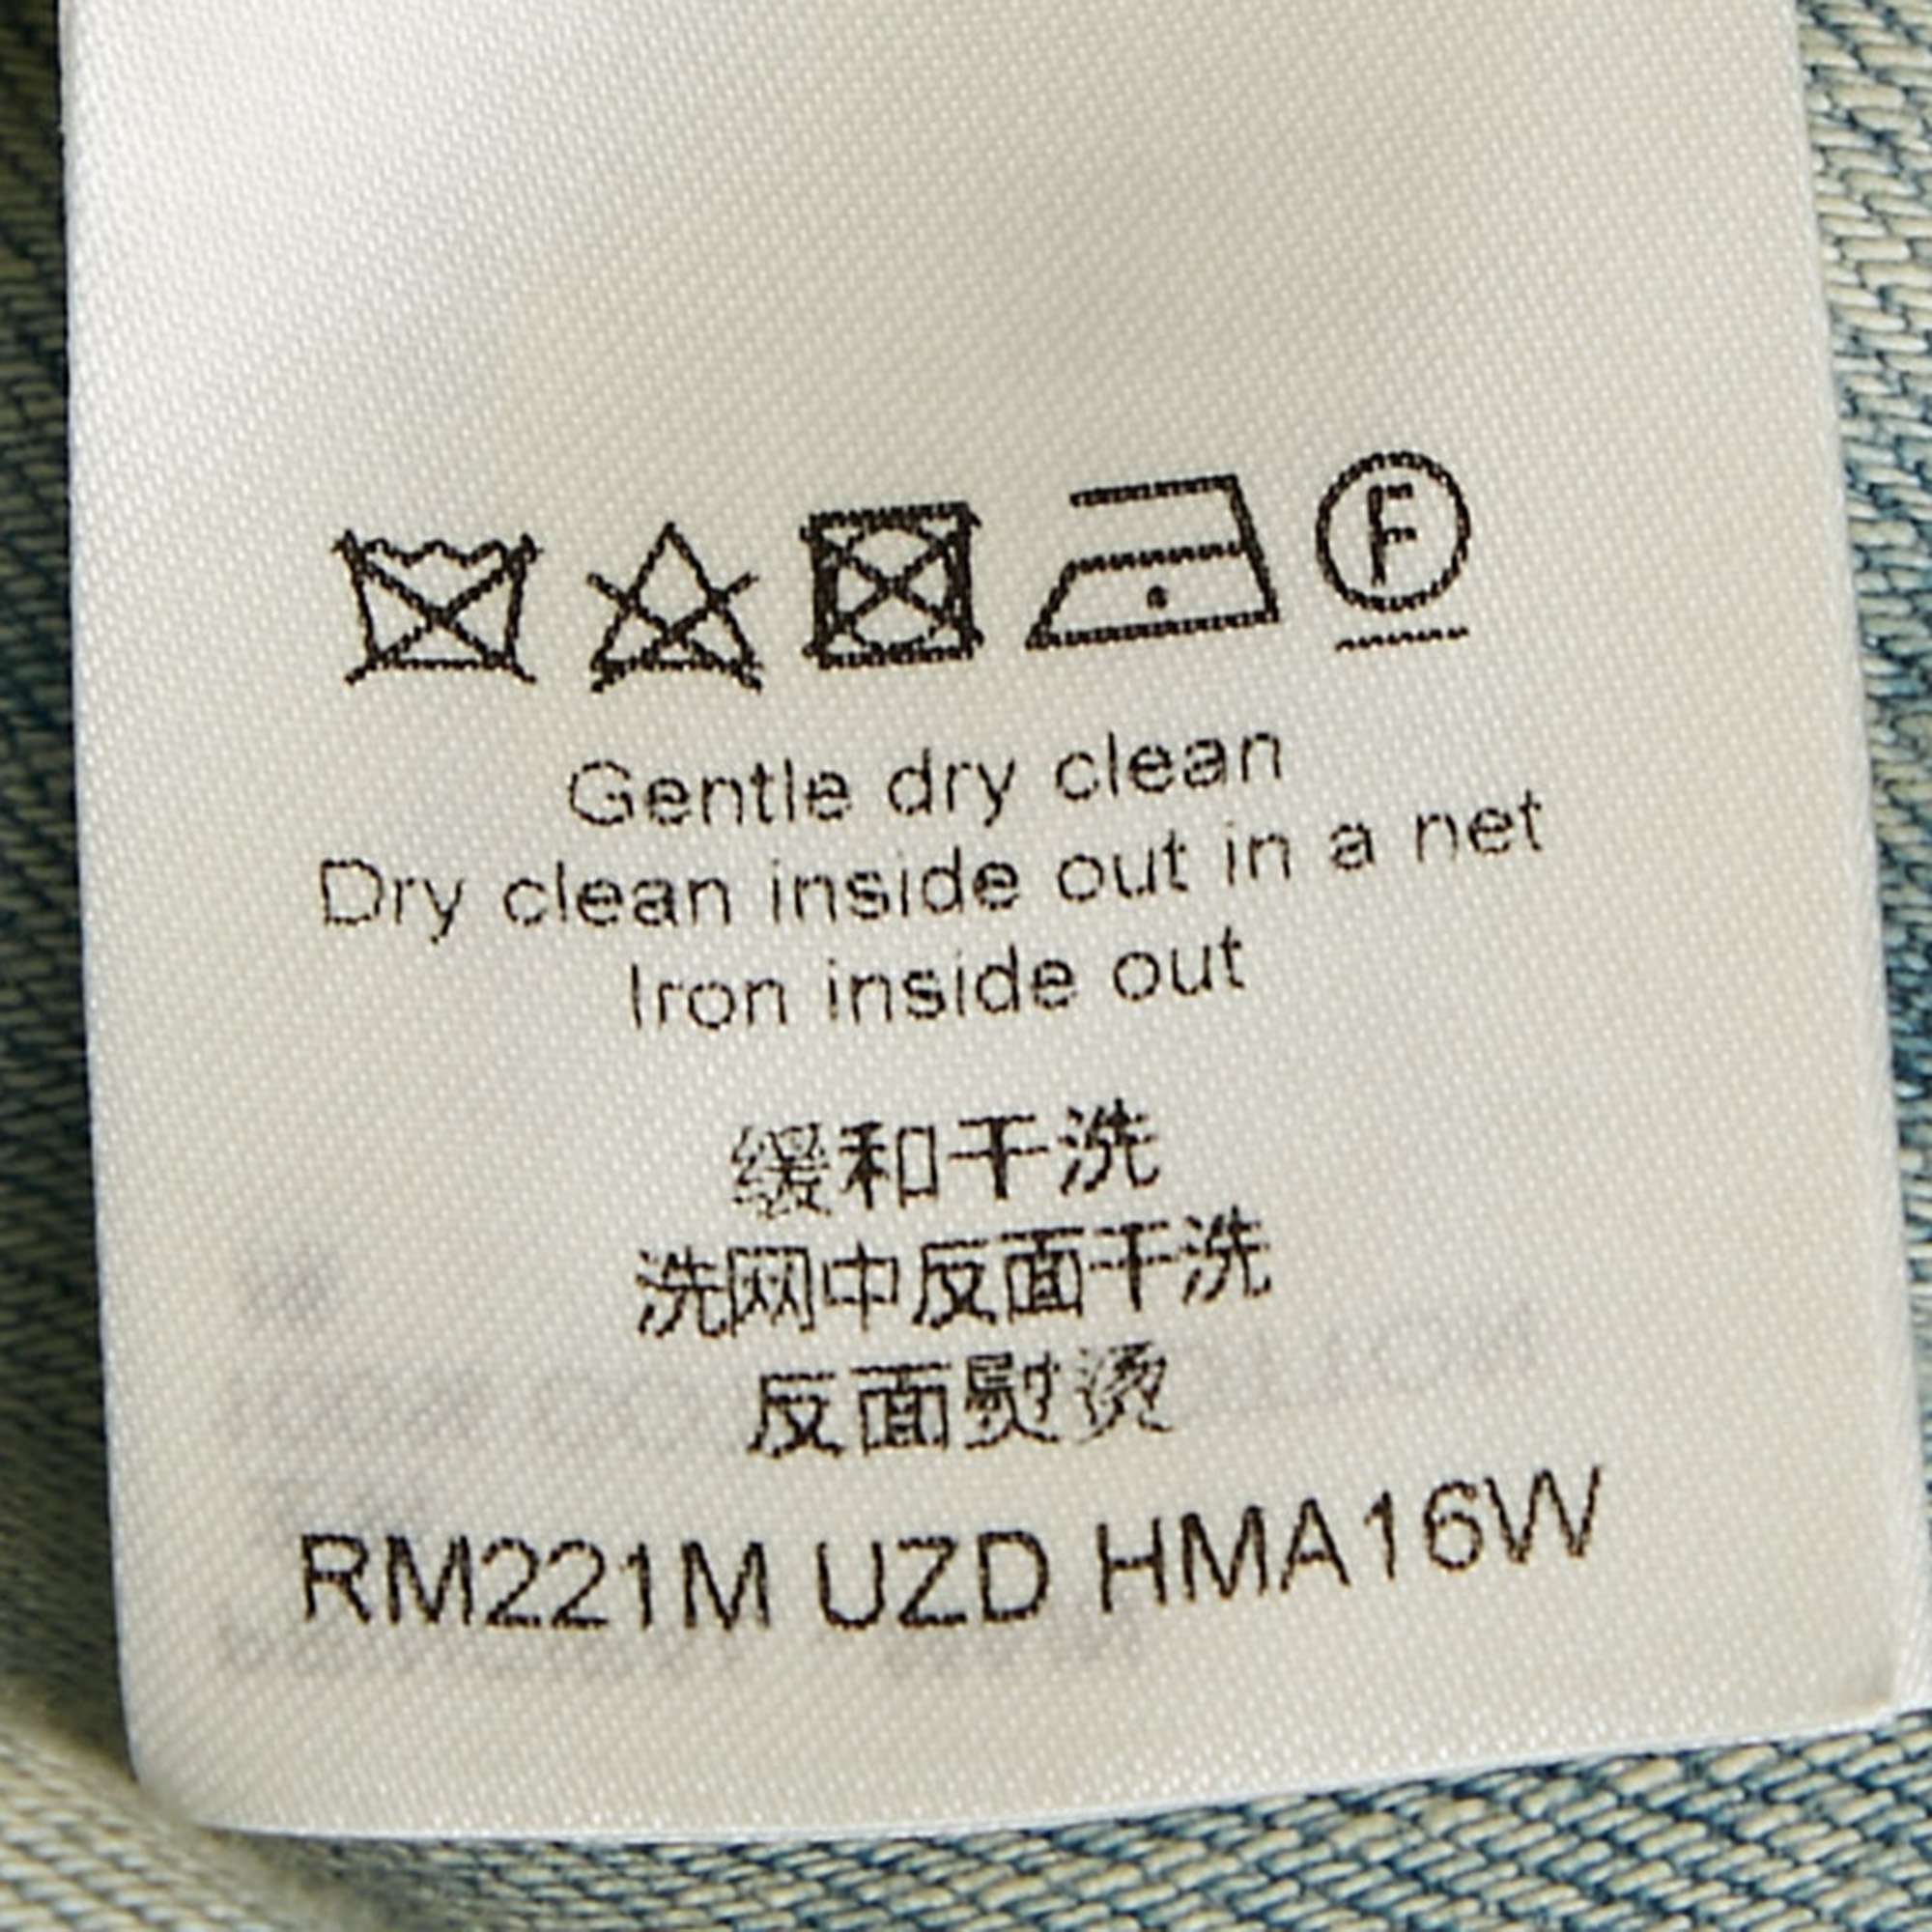 F
Gentle dry clean
Dry clean inside out in a net
Iron inside out
缓和干洗
洗网中反面干洗
反面熨烫
RM221M UZD HMA16W